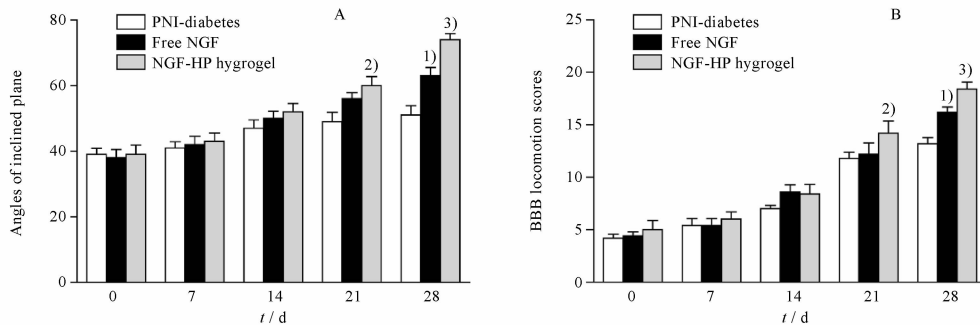 A
PNI-diabetes
Free NGF
NGF-HP hygrogel
Angles of inclined plane
80
60
40
20
0
1)
2)
3)
0 7 14 21 28
t / d
B
PNI-diabetes
Free NGF
NGF-HP hygrogel
BBB locomotion scores
25
20
15
10
5
0
1)
2)
3)
0 7 14 21 28
t / d